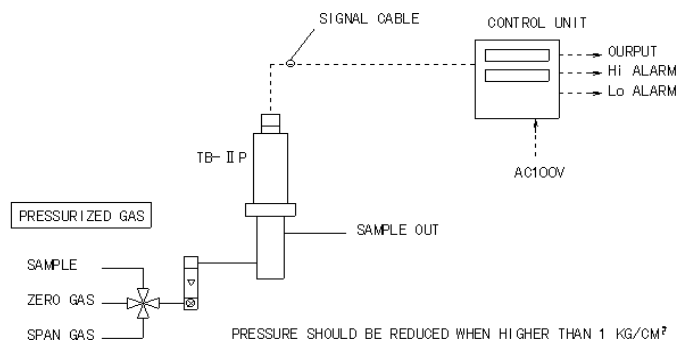 SIGNAL CABLE
CONTROL UNIT
OURPUT
Hi ALARM
Lo ALARM
TB-ⅡP
AC100V
PRESSURIZED GAS
SAMPLE OUT
SAMPLE
ZERO GAS
SPAN GAS
PRESSURE SHOULD BE REDUCED WHEN HIGHER THAN 1 KG/CM²